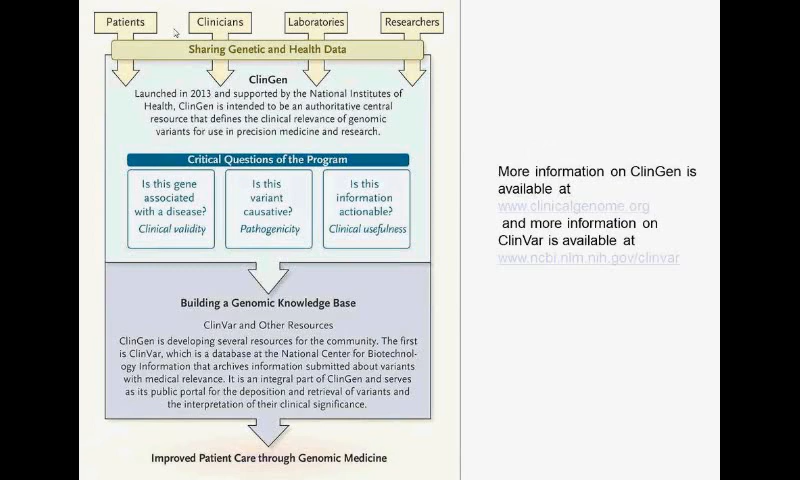 Patients
Clinicians
Laboratories
Researchers
Sharing Genetic and Health Data
ClinGen
Launched in 2013 and supported by the National Institutes of
Health, ClinGen is intended to be an authoritative central
resource that defines the clinical relevance of genomic
variants for use in precision medicine and research.
Critical Questions of the Program
Is this gene
associated
with a disease?
Clinical validity
Is this
variant
causative?
Pathogenicity
Is this
information
actionable?
Clinical usefulness
Building a Genomic Knowledge Base
ClinVar and Other Resources
ClinGen is developing several resources for the community. The first
is ClinVar, which is a database at the National Center for Biotechnol-
ogy Information that archives information submitted about variants
with medical relevance. It is an integral part of ClinGen and serves
as its public portal for the deposition and retrieval of variants and
the interpretation of their clinical significance.
Improved Patient Care through Genomic Medicine
More information on ClinGen is
available at
www.clinicalgenome.org
and more information on
ClinVar is available at
www.ncbi.nlm.nih.gov/clinvar